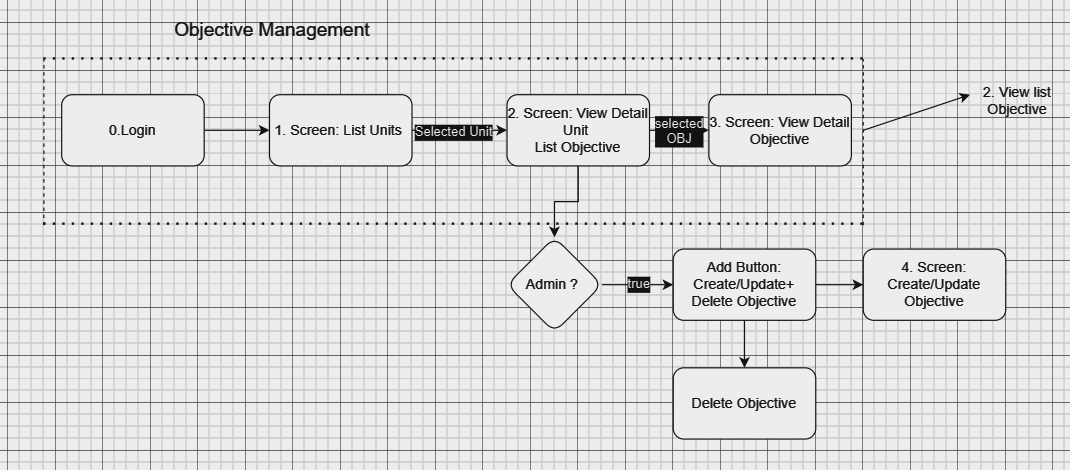 Objective Management
0.Login
1. Screen: List Units
Selected Unit
2. Screen: View Detail
Unit
List Objective
selected
OBJ
3. Screen: View Detail
Objective
2. View list
Objective
Admin ?
true
Add Button:
Create/Update+
Delete Objective
4. Screen:
Create/Update
Objective
Delete Objective